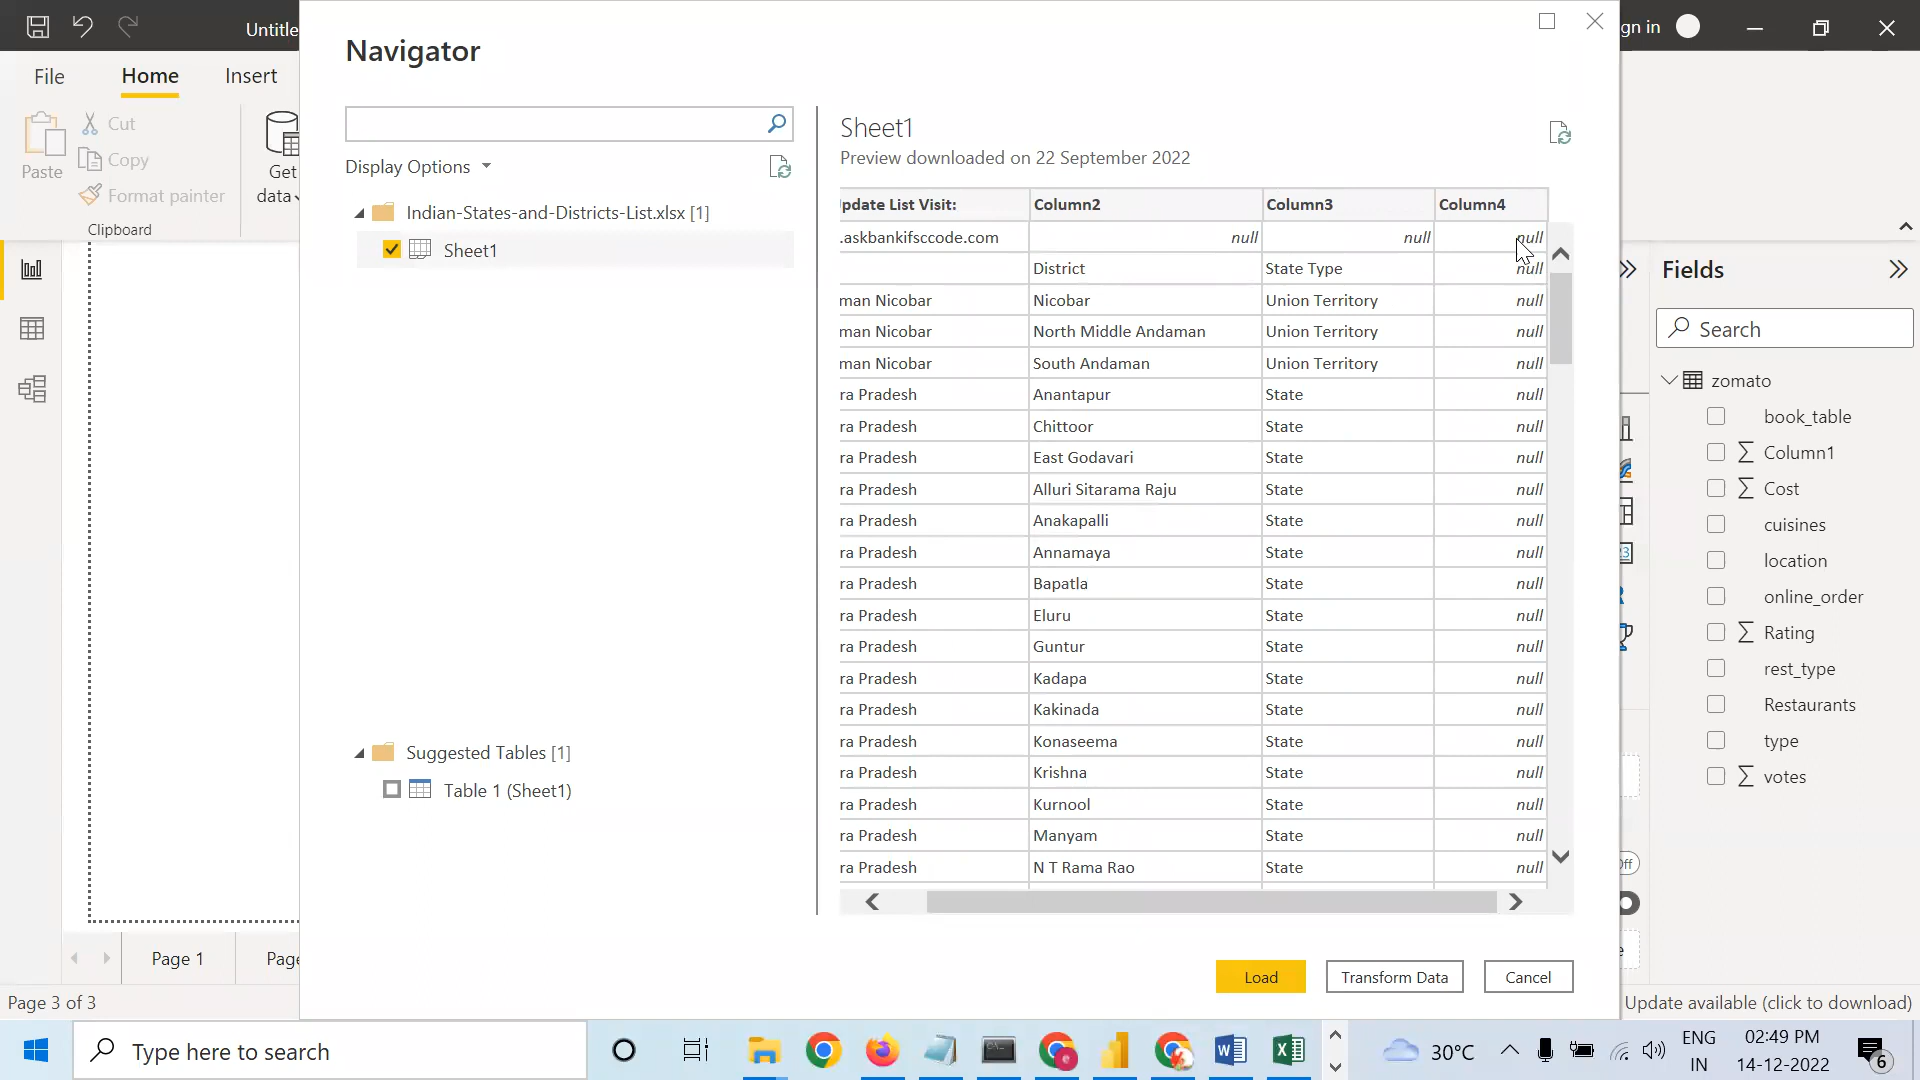 Untitle
Navigator
gn in
File
Home
Insert
Paste
Cut
Copy
Format painter
Clipboard
Get
data
Display Options
Indian-States-and-Districts-List.xlsx [1]
Sheet1
Suggested Tables [1]
Table 1 (Sheet1)
Sheet1
Preview downloaded on 22 September 2022
pdate List Visit: Column2 Column3 Column4
.askbankifsccode.com null null null
District State Type null
man Nicobar Nicobar Union Territory null
man Nicobar North Middle Andaman Union Territory null
man Nicobar South Andaman Union Territory null
ra Pradesh Anantapur State null
ra Pradesh Chittoor State null
ra Pradesh East Godavari State null
ra Pradesh Alluri Sitarama Raju State null
ra Pradesh Anakapalli State null
ra Pradesh Annamaya State null
ra Pradesh Bapatla State null
ra Pradesh Eluru State null
ra Pradesh Guntur State null
ra Pradesh Kadapa State null
ra Pradesh Kakinada State null
ra Pradesh Konaseema State null
ra Pradesh Krishna State null
ra Pradesh Kurnool State null
ra Pradesh Manyam State null
ra Pradesh N T Rama Rao State null
Load
Transform Data
Cancel
Fields
Search
zomato
book_table
Column1
Cost
cuisines
location
online_order
Rating
rest_type
Restaurants
type
votes
Page 1
Page
Page 3 of 3
Update available (click to download)
Type here to search
30°C
ENG
IN
02:49 PM
14-12-2022
6